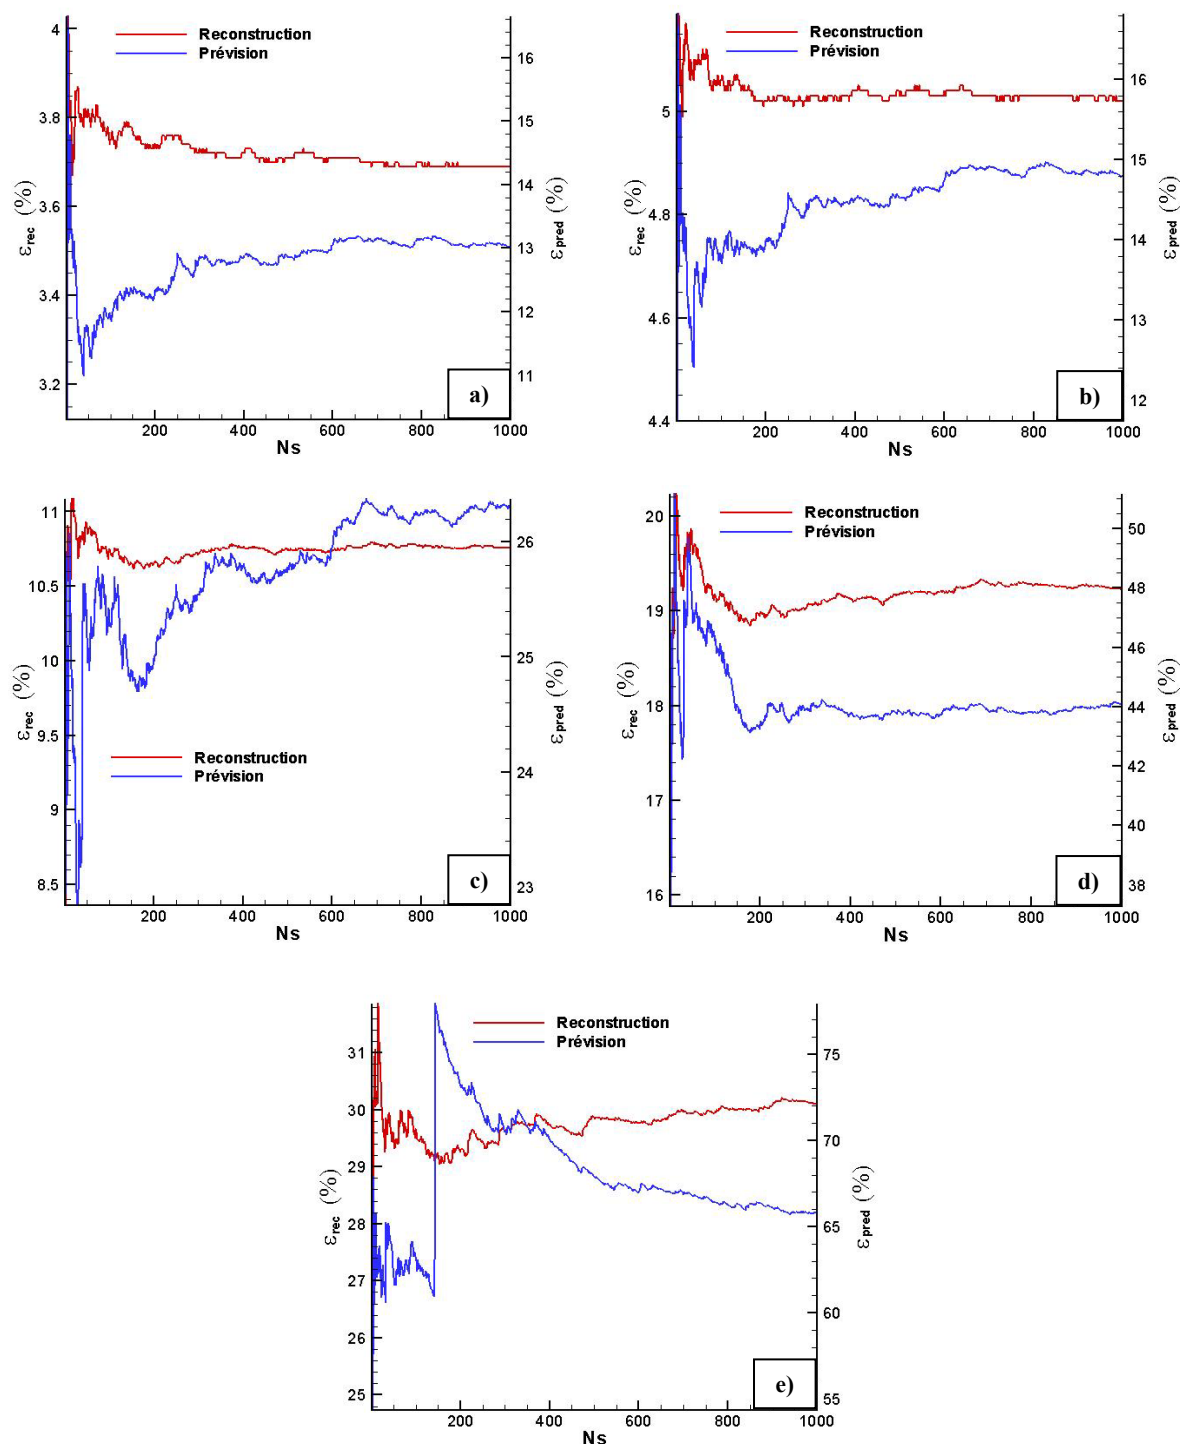 Reconstruction
Prévision
4
3.8
3.6
3.4
3.2
εrec (%)
16
15
14
13
12
11
εpred (%)
200 400 600 800 1000
Ns
a)
Reconstruction
Prévision
5
4.8
4.6
4.4
εrec (%)
16
15
14
13
12
εpred (%)
200 400 600 800 1000
Ns
b)
11
10.5
10
9.5
9
8.5
εrec (%)
Reconstruction
Prévision
26
25
24
23
εpred (%)
200 400 600 800 1000
Ns
c)
Reconstruction
Prévision
20
19
18
17
16
εrec (%)
50
48
46
44
42
40
38
εpred (%)
200 400 600 800 1000
Ns
d)
Reconstruction
Prévision
31
30
29
28
27
26
25
εrec (%)
75
70
65
60
55
εpred (%)
200 400 600 800 1000
Ns
e)